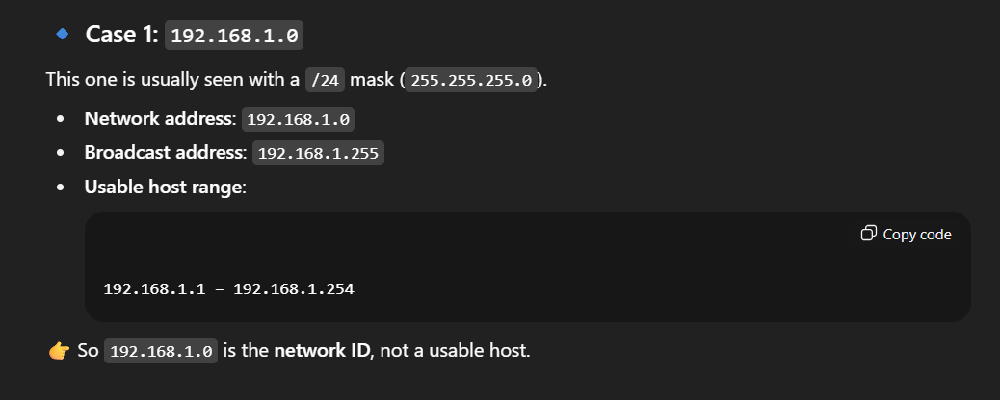 Case 1: 192.168.1.0
This one is usually seen with a /24 mask (255.255.255.0).
• Network address: 192.168.1.0
• Broadcast address: 192.168.1.255
• Usable host range:
Copy code
192.168.1.1 – 192.168.1.254
👉 So 192.168.1.0 is the network ID, not a usable host.